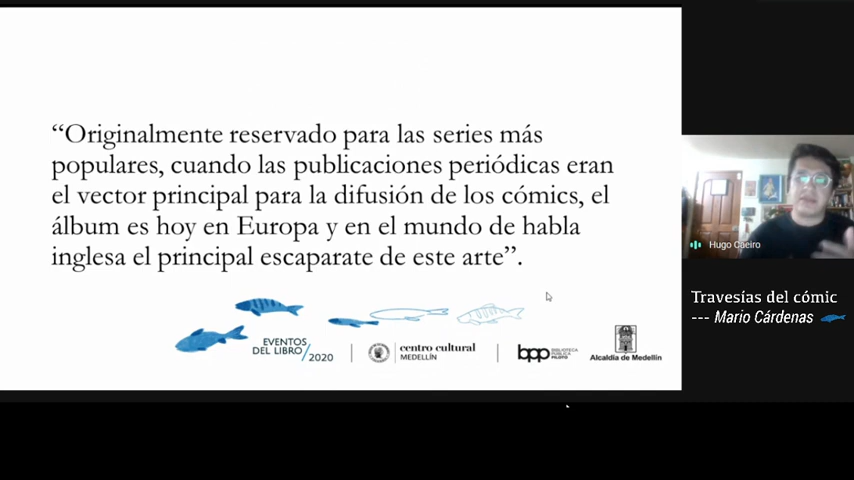 “Originalmente reservado para las series más
populares, cuando las publicaciones periódicas eran
el vector principal para la difusión de los cómics, el
álbum es hoy en Europa y en el mundo de habla
inglesa el principal escaparate de este arte”.
Hugo Caeiro
Travesías del cómic
--- Mario Cárdenas
EVENTOS
DEL LIBRO/2020
centro cultural
MEDELLÍN
bpp BIBLIOTECA
PÚBLICA
PILOTO
Alcaldía de Medellín